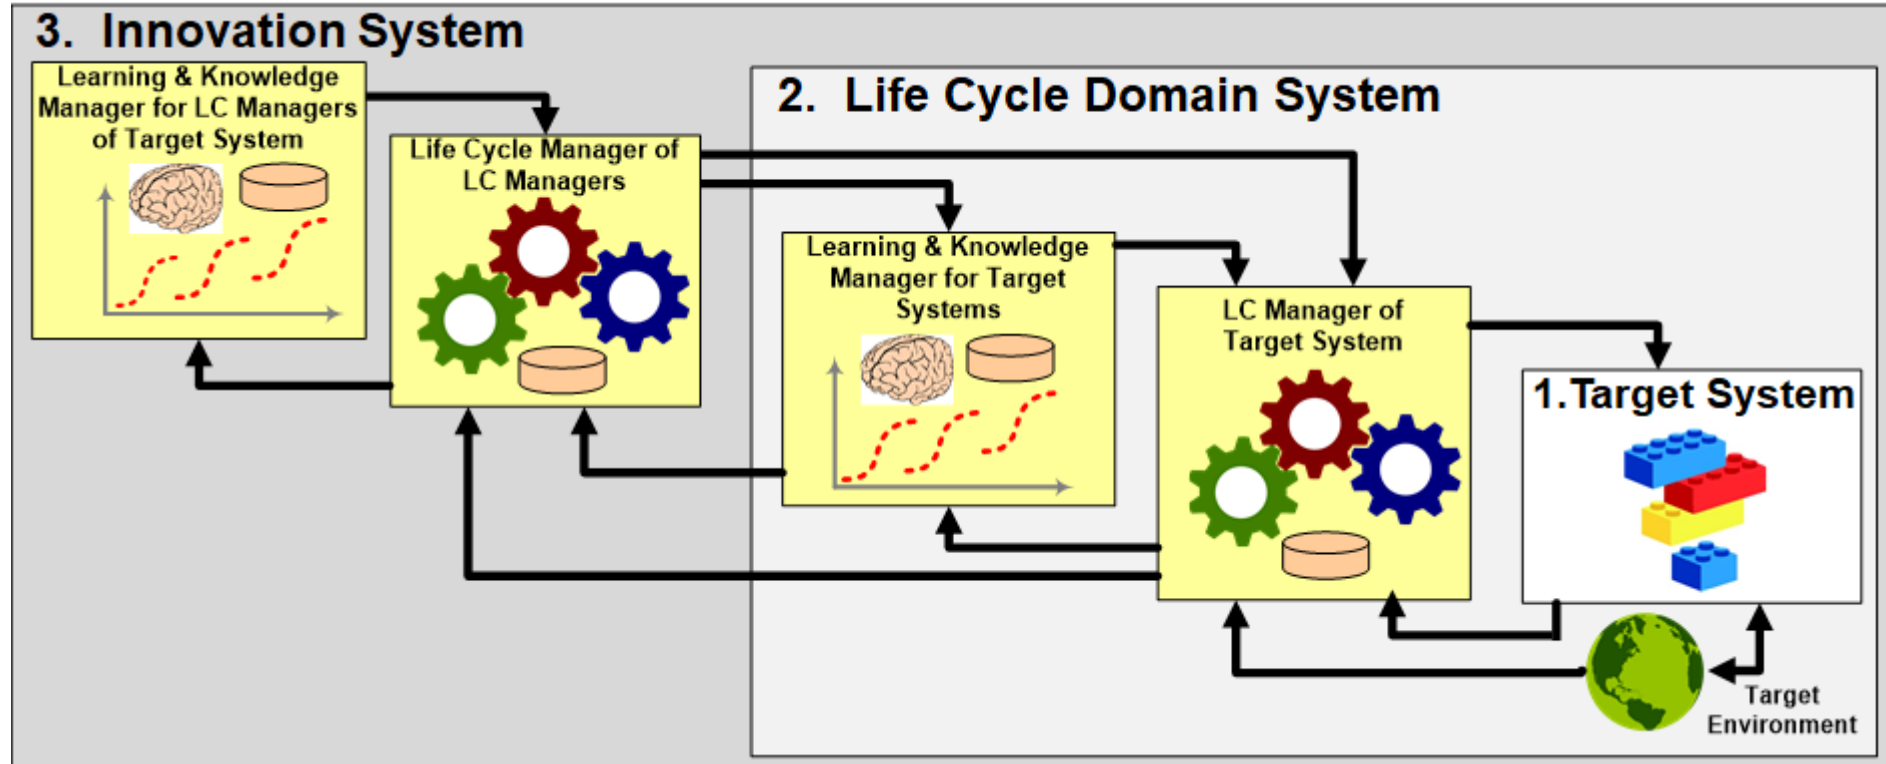 3. Innovation System
Learning & Knowledge
Manager for LC Managers
of Target System
2. Life Cycle Domain System
Life Cycle Manager of
LC Managers
Learning & Knowledge
Manager for Target
Systems
LC Manager of
Target System
1.Target System
Target
Environment